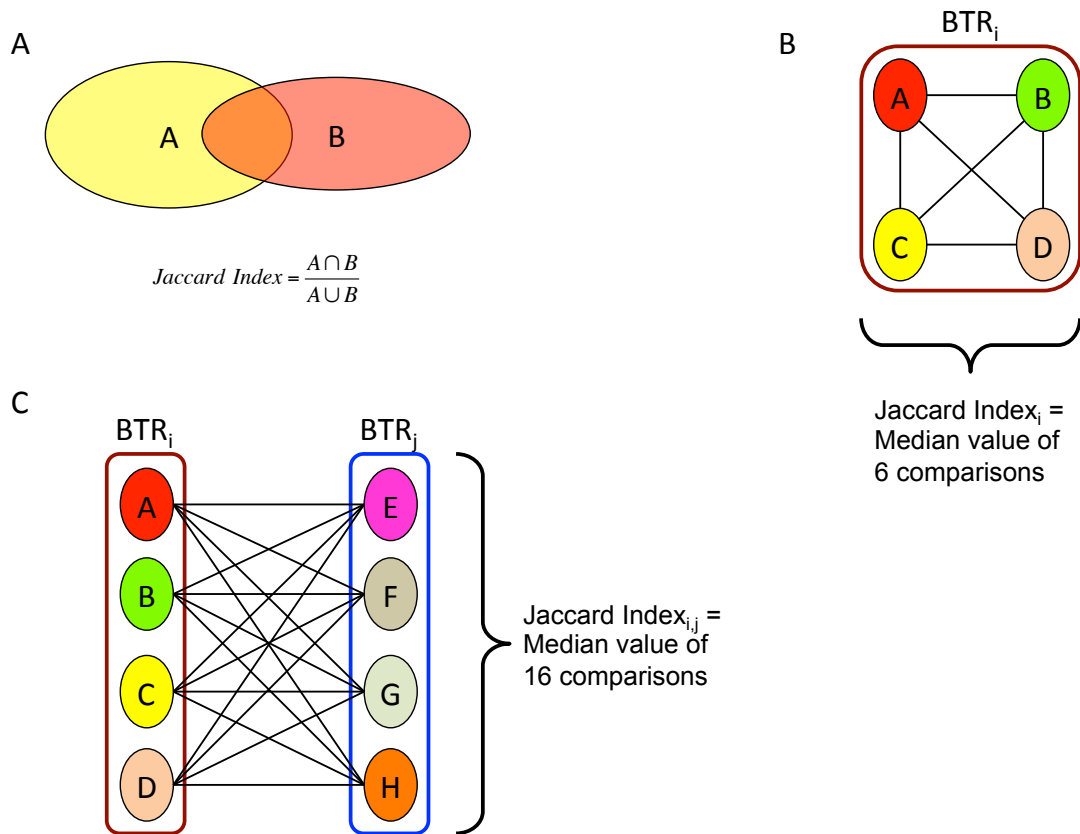 A
A
B
Jaccard Index = A ∩ B / A ∪ B
B
BTRi
A
B
C
D
Jaccard Indexi =
Median value of
6 comparisons
C
BTRi
BTRj
A
E
B
F
C
G
D
H
Jaccard Indexi,j =
Median value of
16 comparisons